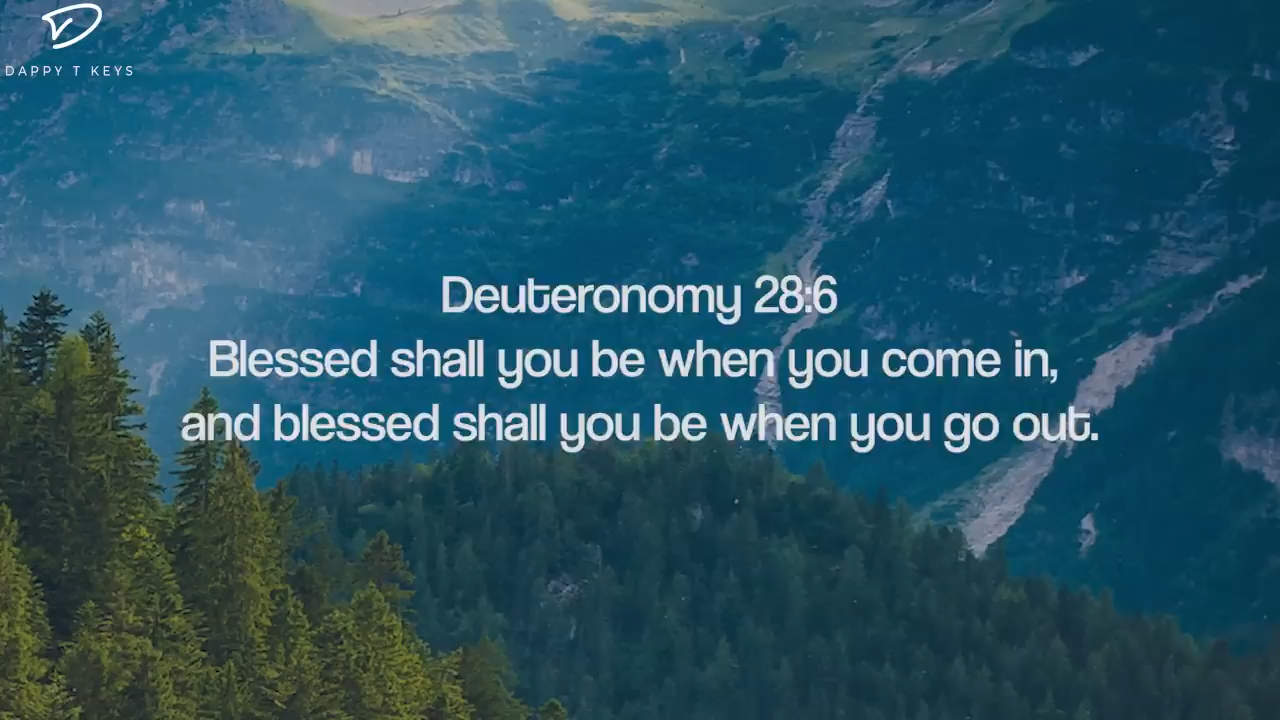 DAPPY T KEYS
Deuteronomy 28:6
Blessed shall you be when you come in,
and blessed shall you be when you go out.